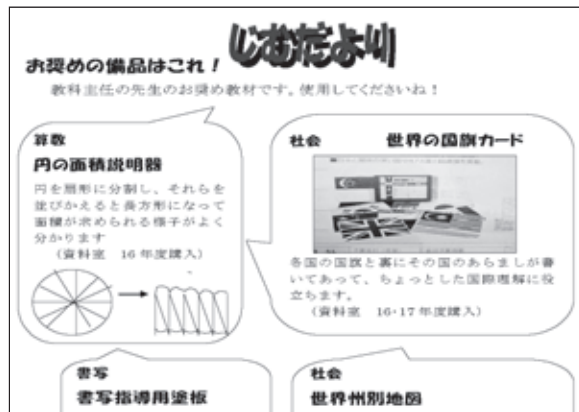 じむだより
お奨めの備品はこれ!
教科主任の先生のお奨め教材です。使用してくださいね!
算数
円の面積説明器
円を扇形に分割し、それらを
並びかえると長方形になって
面積が求められる様子がよく
分かります
(資料室 16年度購入)
社会 世界の国旗カード
各国の国旗と裏にその国のあらましが書
いてあって、ちょっとした国際理解に役
立ちます。
(資料室 16・17年度購入)
書写
書写指導用塗板
社会
世界州別地図